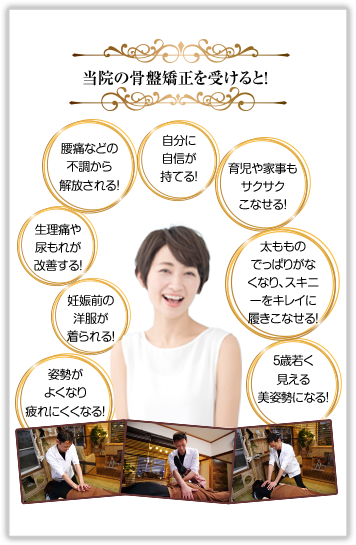 当院の骨盤矯正を受けると!
腰痛などの
不調から
解放される!
自分に
自信が
持てる!
育児や家事も
サクサク
こなせる!
生理痛や
尿もれが
改善する!
太ももの
でっぱりがな
くなり、スキニ
ーをキレイに
履きこなせる!
妊娠前の
洋服が
着られる!
姿勢が
よくなり
疲れにくくなる!
5歳若く
見える
美姿勢になる!